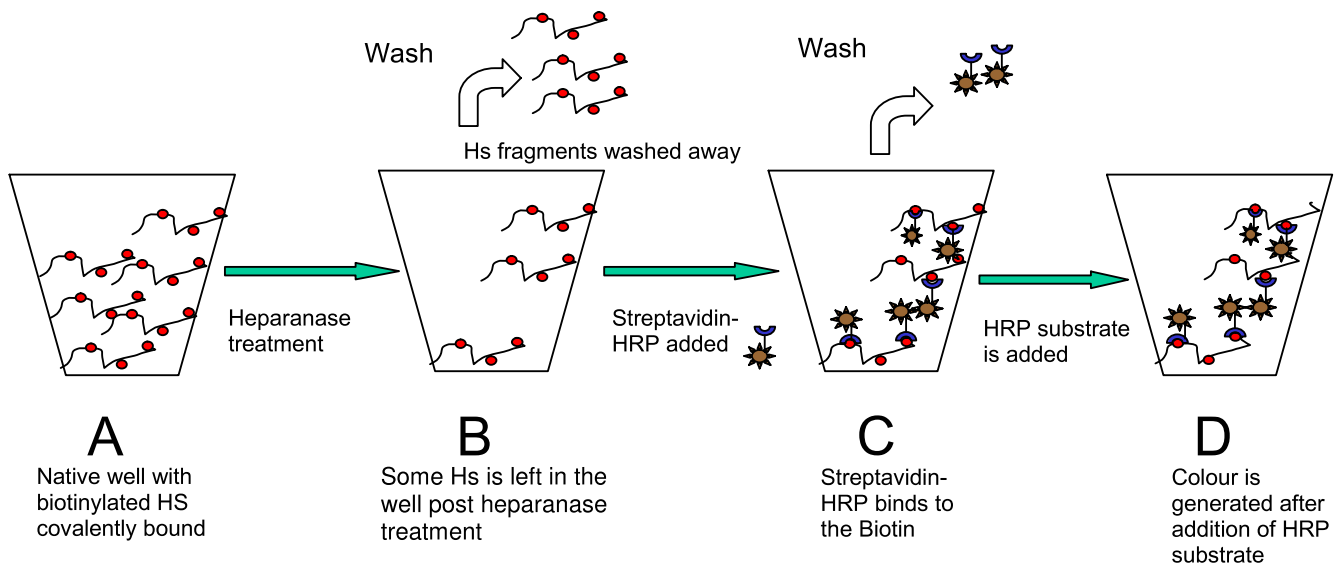 Wash
Wash
Hs fragments washed away
Heparanase
treatment
Streptavidin-
HRP added
HRP substrate
is added
A
Native well with
biotinylated HS
covalently bound
B
Some Hs is left in the
well post heparanase
treatment
C
Streptavidin-
HRP binds to
the Biotin
D
Colour is
generated after
addition of HRP
substrate